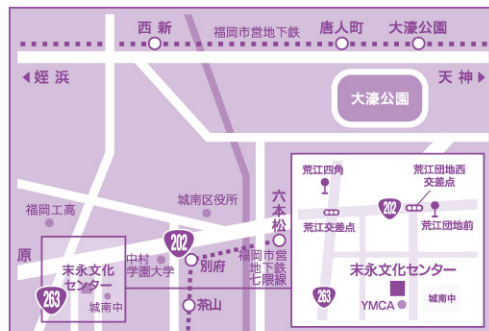 西新
福岡市営地下鉄
唐人町
大濠公園
姪浜
天神
大濠公園
荒江四角
荒江団地西
交差点
202
荒江交差点
荒江団地前
263
末永文化センター
YMCA
城南中
六本松
城南区役所
福岡工高
202
中村
学園大学
別府
福岡市営
地下鉄
七隈線
原
末永文化
センター
263
城南中
茶山